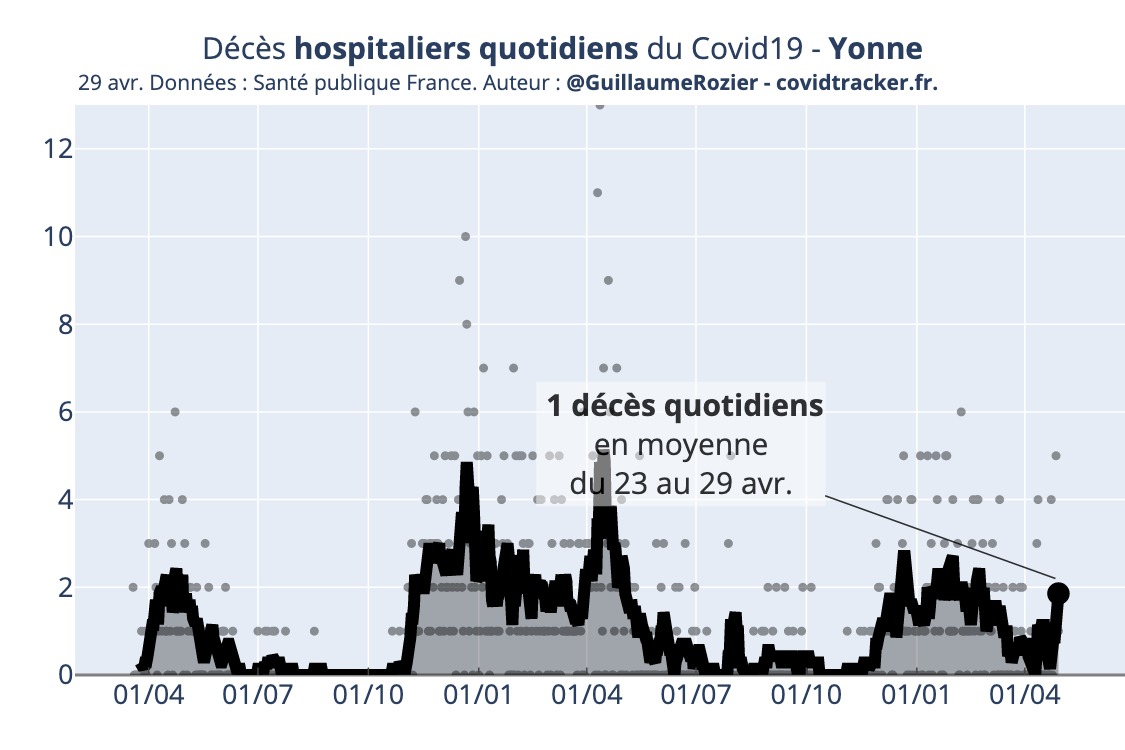 Décès hospitaliers quotidiens du Covid19 - Yonne
29 avr. Données : Santé publique France. Auteur : @GuillaumeRozier - covidtracker.fr.
12
10
8
6
4
2
0
1 décès quotidiens
en moyenne
du 23 au 29 avr.
01/04 01/07 01/10 01/01 01/04 01/07 01/10 01/01 01/04